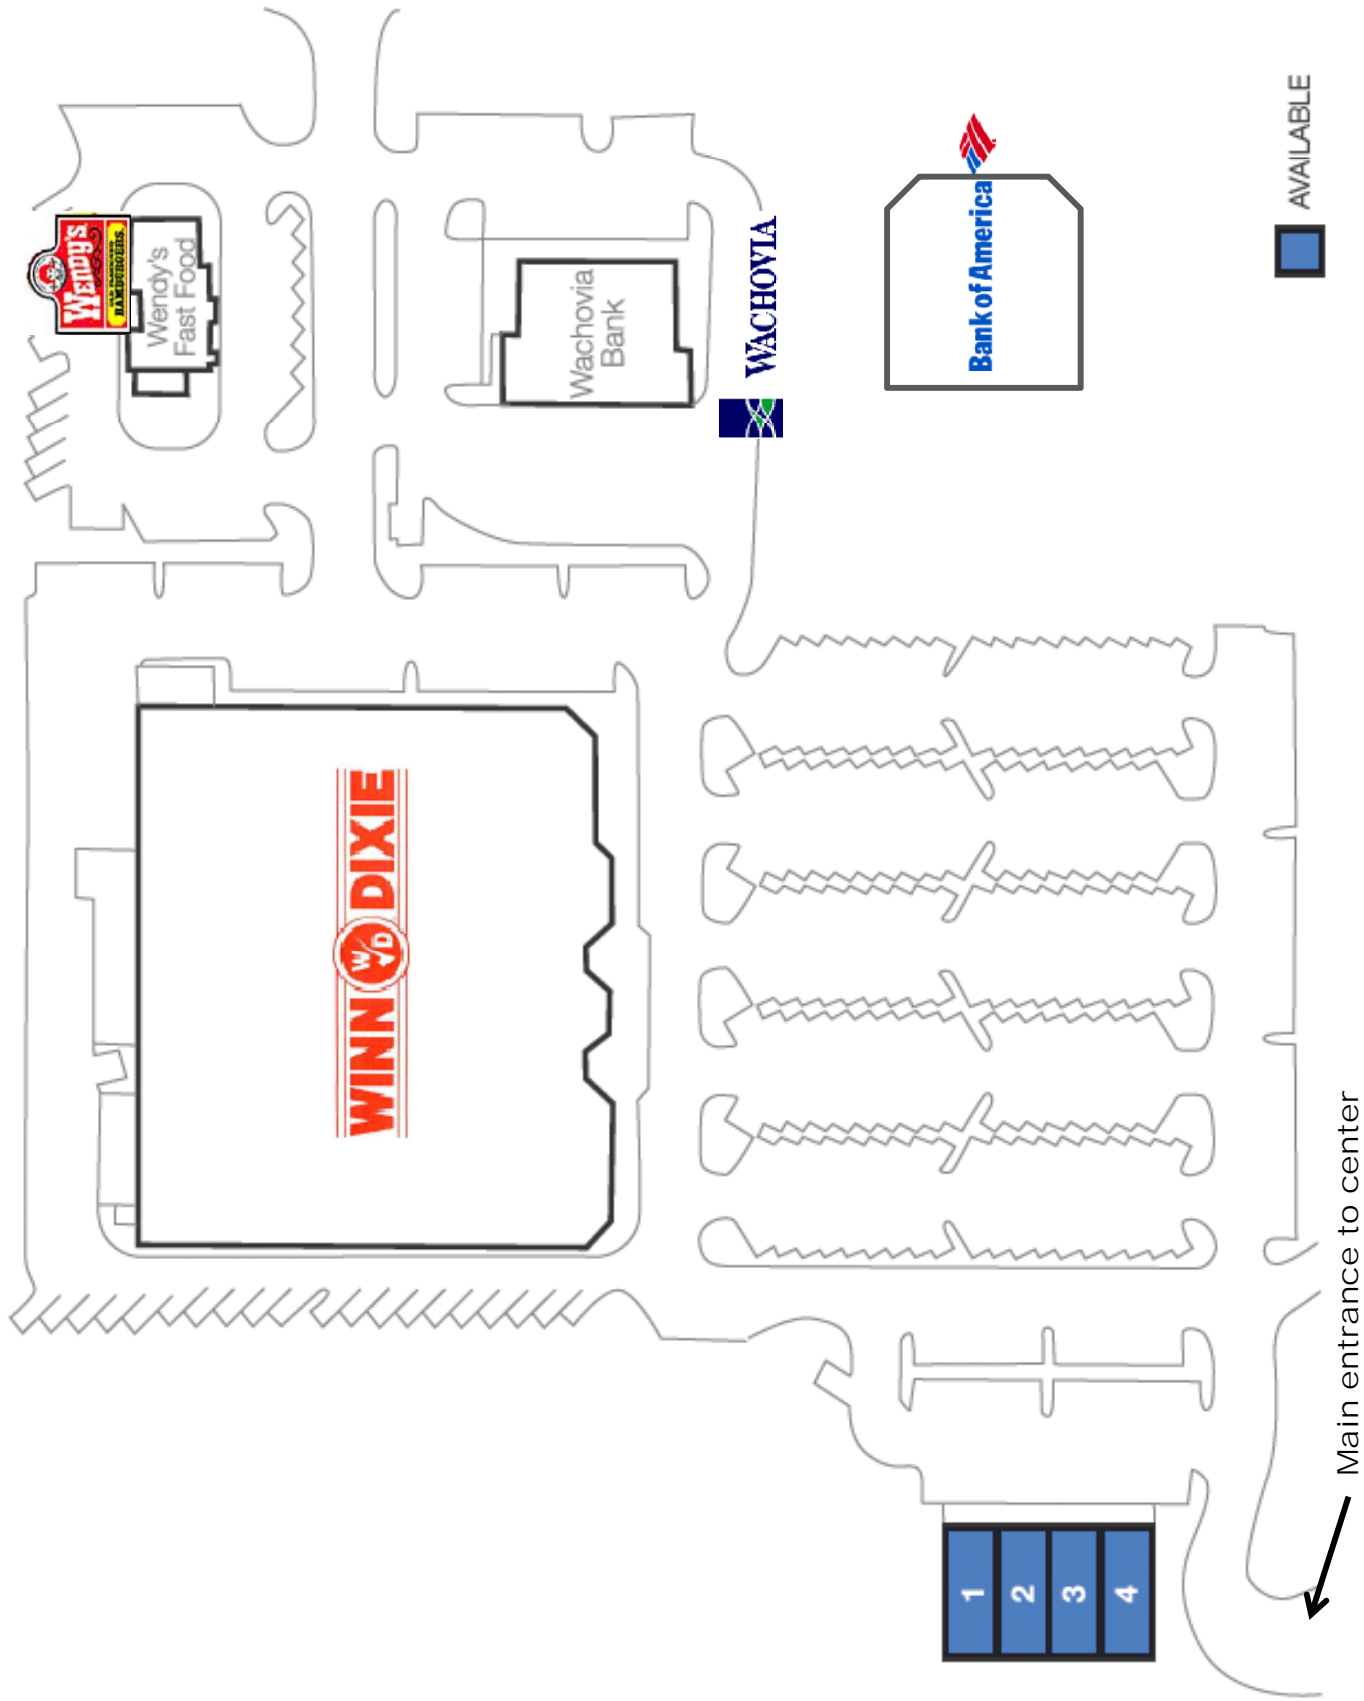 WENDY'S
OLD FASHIONED
HAMBURGERS.
Wendy's
Fast Food
Wachovia
Bank
WACHOVIA
Bank of America
AVAILABLE
WINN W/D DIXIE
1
2
3
4
Main entrance to center